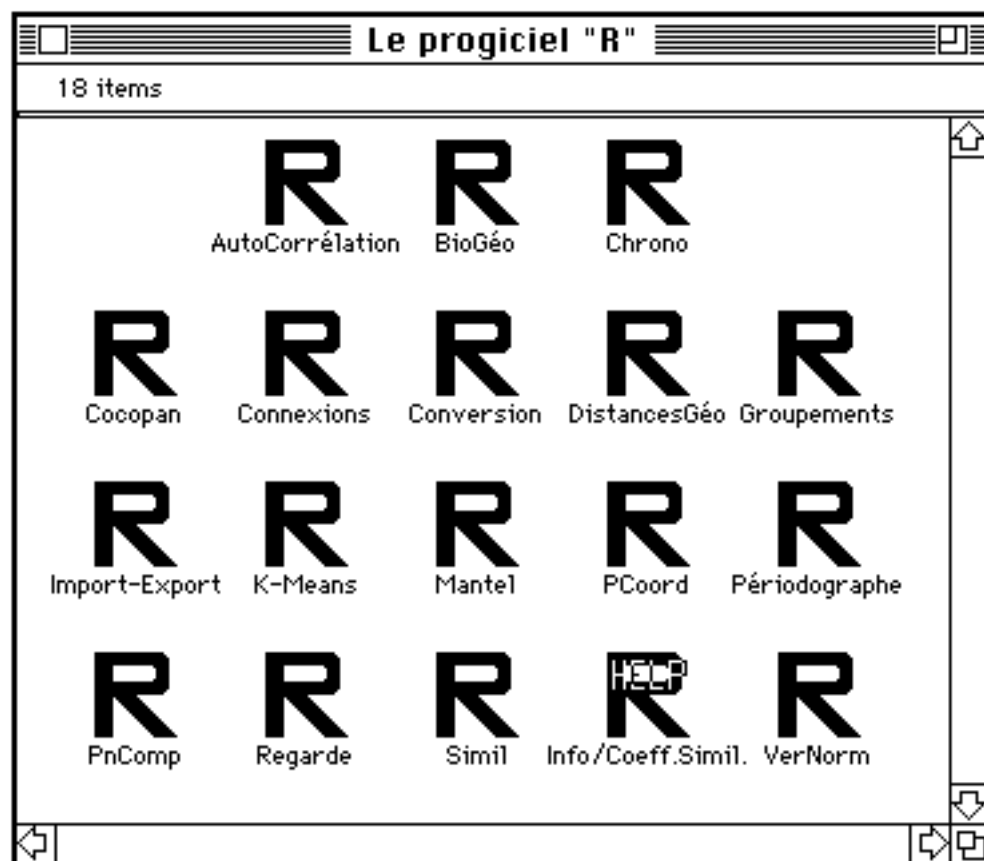 Le progiciel "R"
18 items
R R R
AutoCorrélation BioGéo Chrono
R R R R R
Cocopan Connexions Conversion DistancesGéo Groupements
R R R R R
Import-Export K-Means Mantel PCoord Périodographe
R R R HELP R R
PnComp Regarde Simil Info/Coeff.Simil. VerNorm